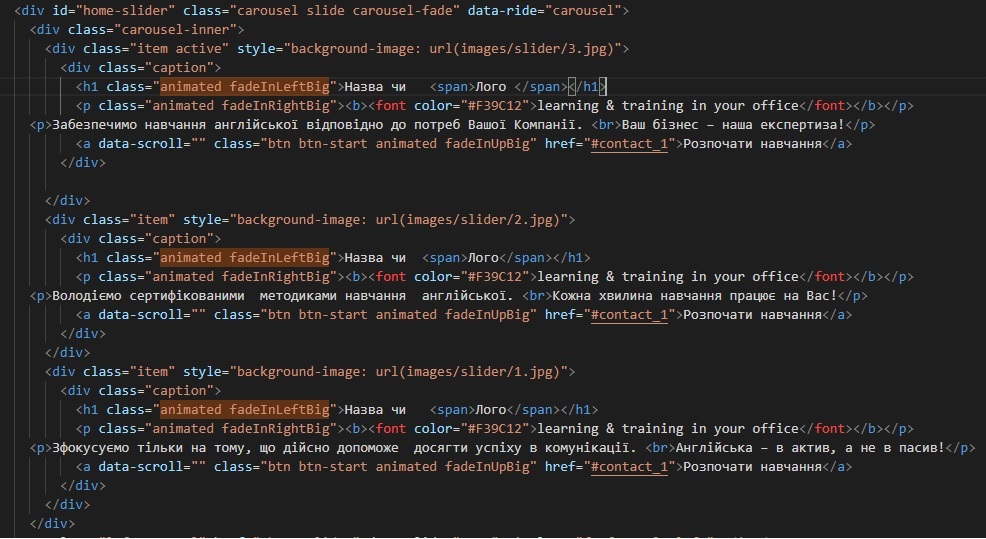 <div id="home-slider" class="carousel slide carousel-fade" data-ride="carousel">
<div class="carousel-inner">
<div class="item active" style="background-image: url(images/slider/3.jpg)">
<div class="caption">
<h1 class="animated fadeInLeftBig">Назва чи   <span>Лого </span></h1>
<p class="animated fadeInRightBig"><b><font color="#F39C12">learning & training in your office</font></b></p>
<p>Забезпечимо навчання англійської відповідно до потреб Вашої Компанії. <br>Ваш бізнес – наша експертиза!</p>
<a data-scroll="" class="btn btn-start animated fadeInUpBig" href="#contact_1">Розпочати навчання</a>
</div>
</div>
<div class="item" style="background-image: url(images/slider/2.jpg)">
<div class="caption">
<h1 class="animated fadeInLeftBig">Назва чи  <span>Лого</span></h1>
<p class="animated fadeInRightBig"><b><font color="#F39C12">learning & training in your office</font></b></p>
<p>Володіємо сертифікованими  методиками навчання  англійської. <br>Кожна хвилина навчання працює на Вас!</p>
<a data-scroll="" class="btn btn-start animated fadeInUpBig" href="#contact_1">Розпочати навчання</a>
</div>
</div>
<div class="item" style="background-image: url(images/slider/1.jpg)">
<div class="caption">
<h1 class="animated fadeInLeftBig">Назва чи   <span>Лого</span></h1>
<p class="animated fadeInRightBig"><b><font color="#F39C12">learning & training in your office</font></b></p>
<p>Зфокусуємо тільки на тому, що дійсно допоможе  досягти успіху в комунікації. <br>Англійська – в актив, а не в пасив!</p>
<a data-scroll="" class="btn btn-start animated fadeInUpBig" href="#contact_1">Розпочати навчання</a>
</div>
</div>
</div>